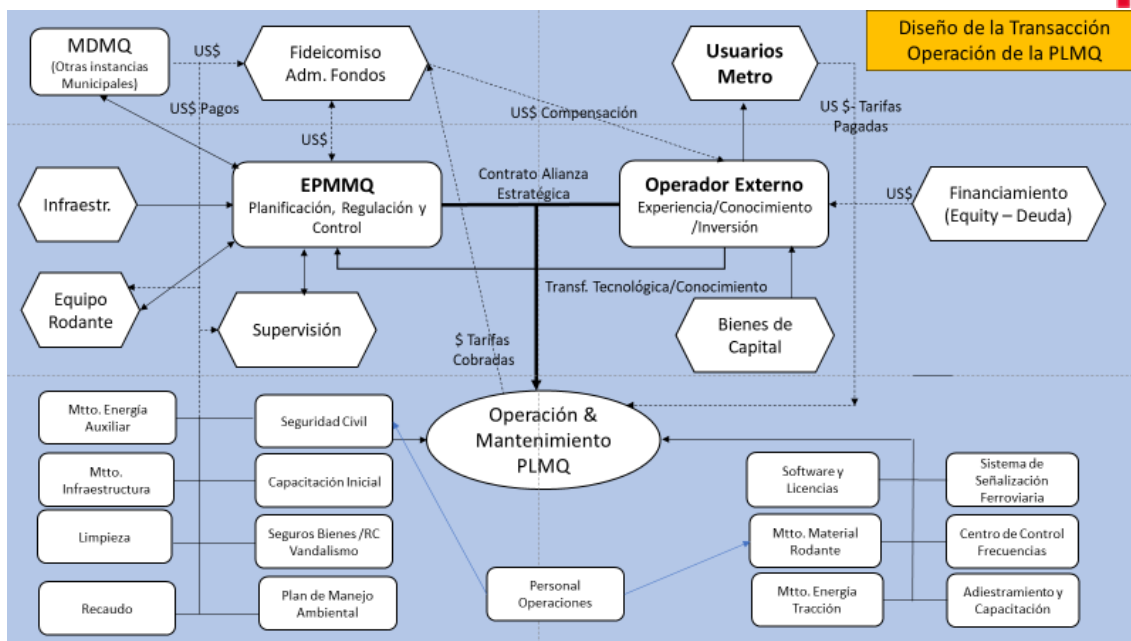 Diseño de la Transacción
Operación de la PLMQ
MDMQ
(Otras instancias
Municipales)
US$
Fideicomiso
Adm. Fondos
Usuarios
Metro
US$ Pagos
US$
US$ Compensación
US $- Tarifas
Pagadas
Infraestr.
EPMMQ
Planificación, Regulación y
Control
Contrato Alianza
Estratégica
Operador Externo
Experiencia/Conocimiento
/Inversión
US$
Financiamiento
(Equity – Deuda)
Equipo
Rodante
Supervisión
Transf. Tecnológica/Conocimiento
Bienes de
Capital
$ Tarifas
Cobradas
Operación &
Mantenimiento
PLMQ
Mtto. Energía
Auxiliar
Seguridad Civil
Mtto.
Infraestructura
Capacitación Inicial
Limpieza
Seguros Bienes /RC
Vandalismo
Recaudo
Plan de Manejo
Ambiental
Personal
Operaciones
Software y
Licencias
Sistema de
Señalización
Ferroviaria
Mtto. Material
Rodante
Centro de Control
Frecuencias
Mtto. Energía
Tracción
Adiestramiento y
Capacitación